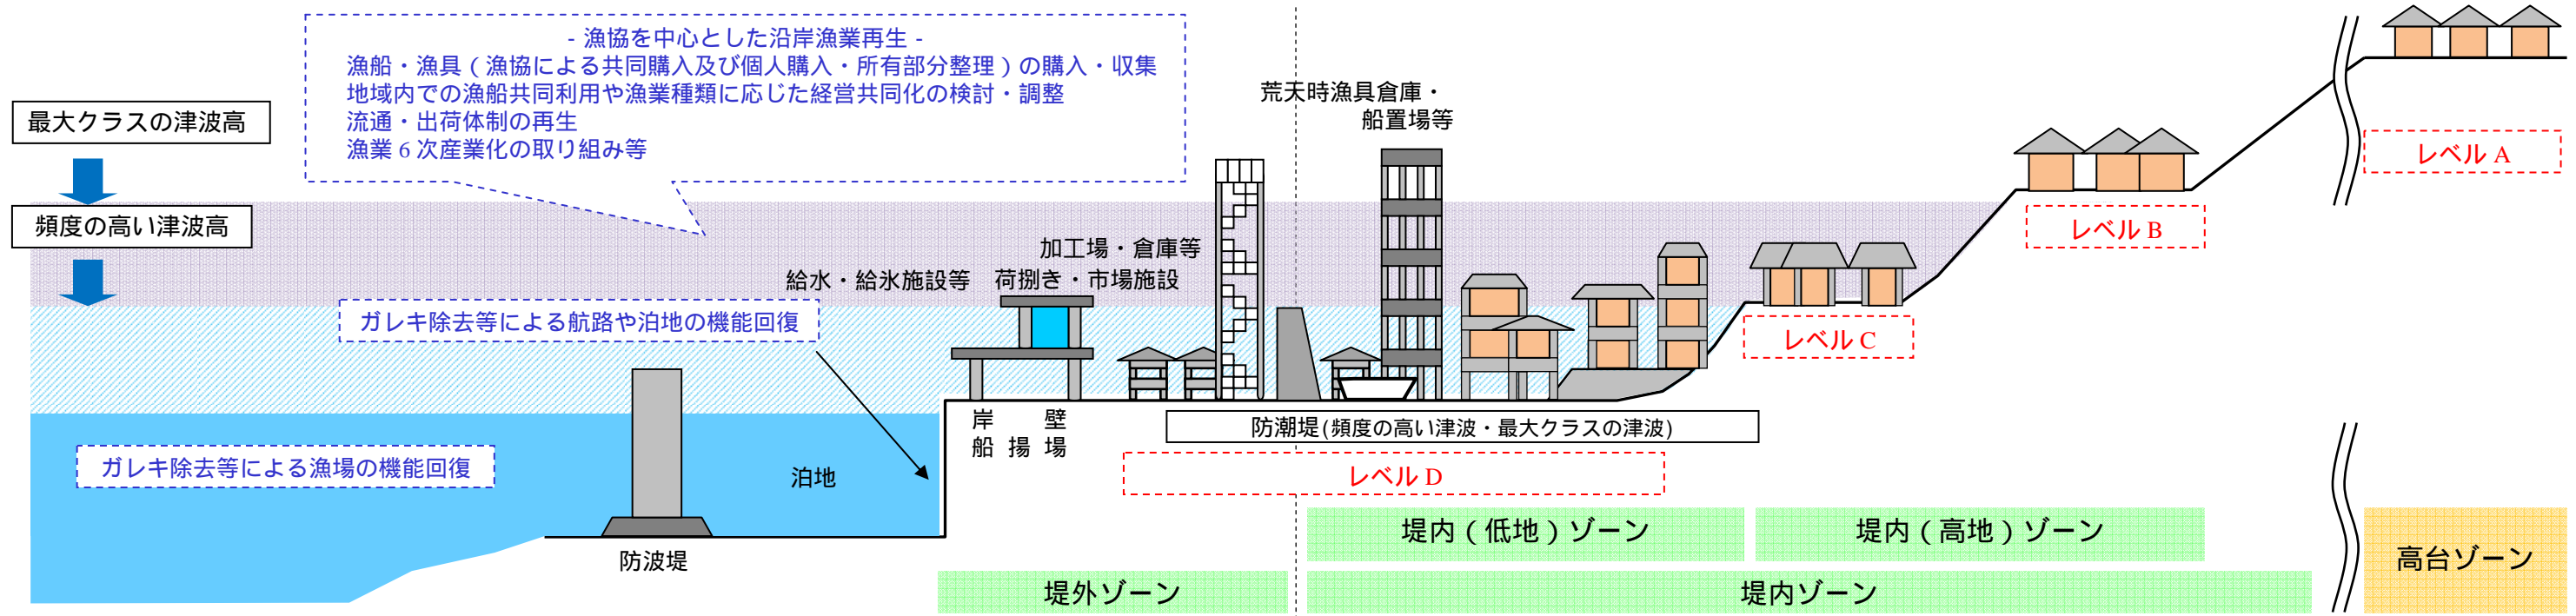 - 漁協を中心とした沿岸漁業再生 -
漁船・漁具（漁協による共同購入及び個人購入・所有部分整理）の購入・収集
地域内での漁船共同利用や漁業種類に応じた経営共同化の検討・調整
流通・出荷体制の再生
漁業６次産業化の取り組み等
最大クラスの津波高
頻度の高い津波高
荒天時漁具倉庫・
船置場等
レベル A
レベル B
加工場・倉庫等
給水・給氷施設等
荷捌き・市場施設
ガレキ除去等による航路や泊地の機能回復
レベル C
岸 壁
船 揚 場
防潮堤(頻度の高い津波・最大クラスの津波)
ガレキ除去等による漁場の機能回復
泊地
レベル D
防波堤
堤内（低地）ゾーン
堤内（高地）ゾーン
高台ゾーン
堤外ゾーン
堤内ゾーン